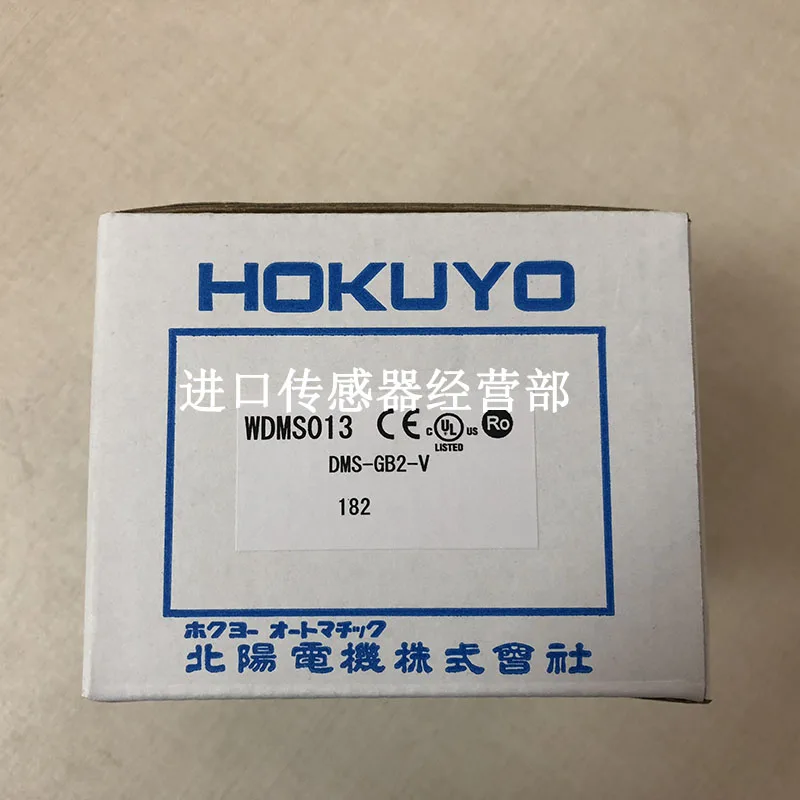 HOKUYO
进口传感器经营部
WDMS013 CE c UL US LISTED Ro
DMS-GB2-V
182
ホクヨー オートマチック
北陽電機株式會社